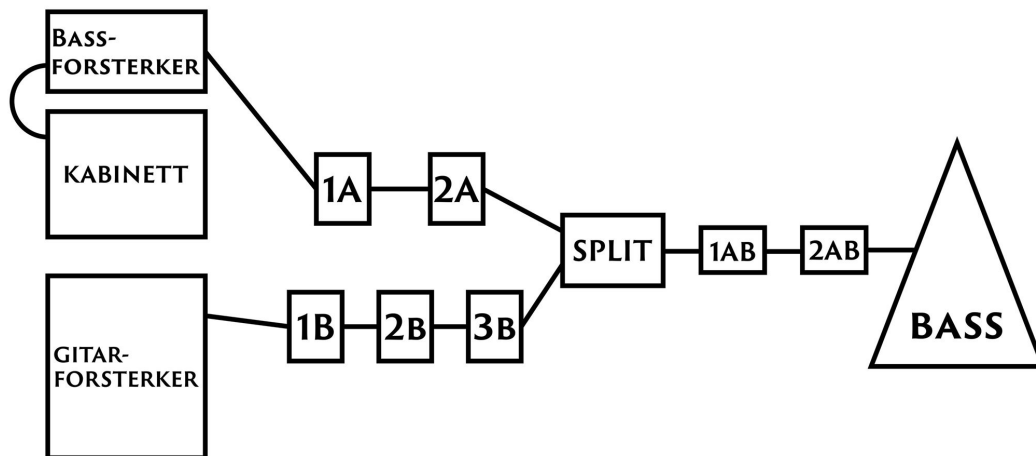 BASS-
FORSTERKER
KABINETT
1A
2A
SPLIT
1AB
2AB
BASS
1B
2B
3B
GITAR-
FORSTERKER